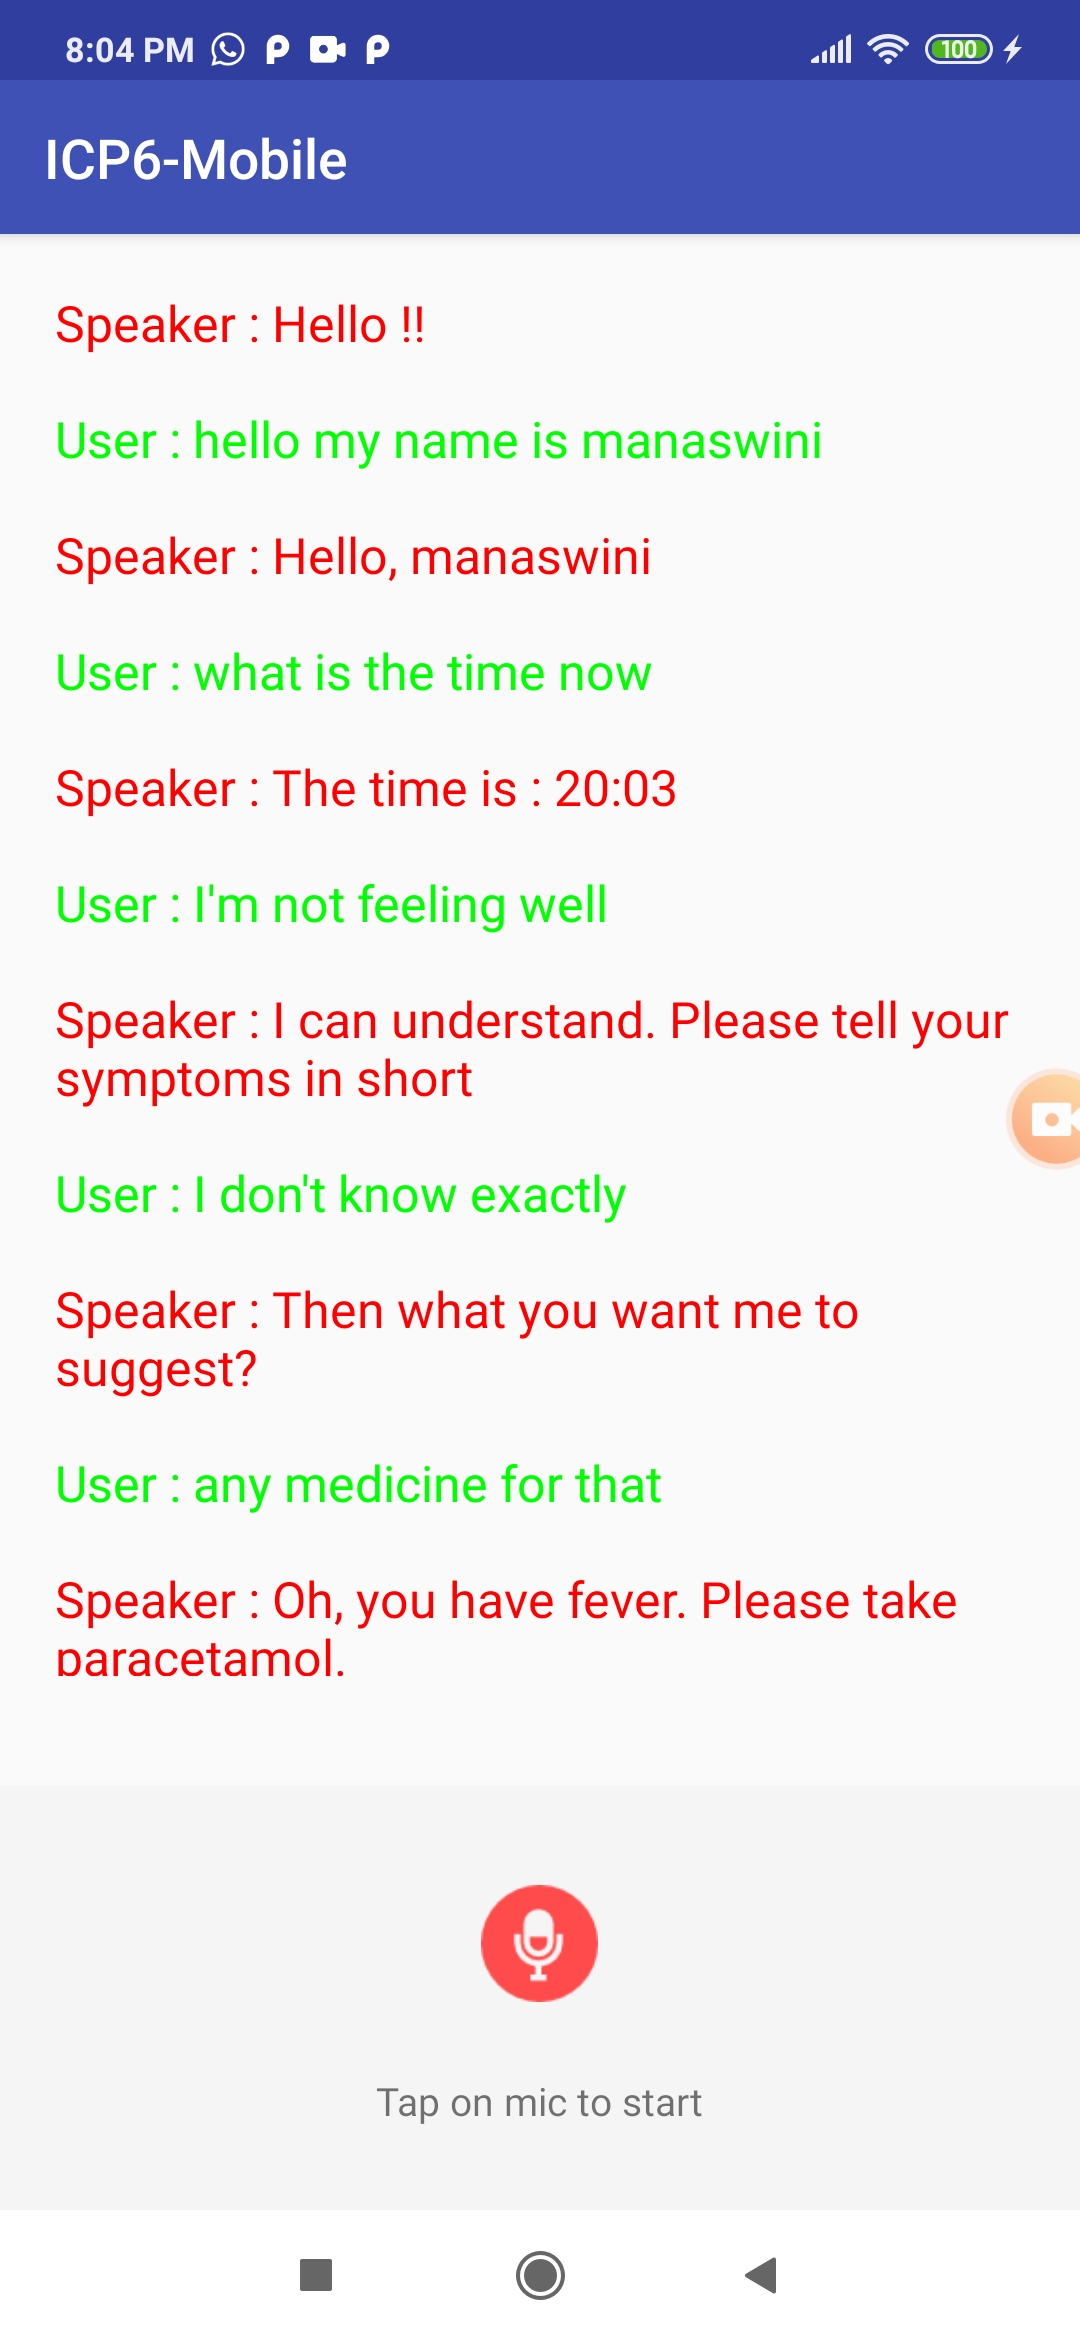 8:04 PM
100
ICP6-Mobile
Speaker : Hello !!
User : hello my name is manaswini
Speaker : Hello, manaswini
User : what is the time now
Speaker : The time is : 20:03
User : I'm not feeling well
Speaker : I can understand. Please tell your
symptoms in short
User : I don't know exactly
Speaker : Then what you want me to
suggest?
User : any medicine for that
Speaker : Oh, you have fever. Please take
paracetamol.
Tap on mic to start